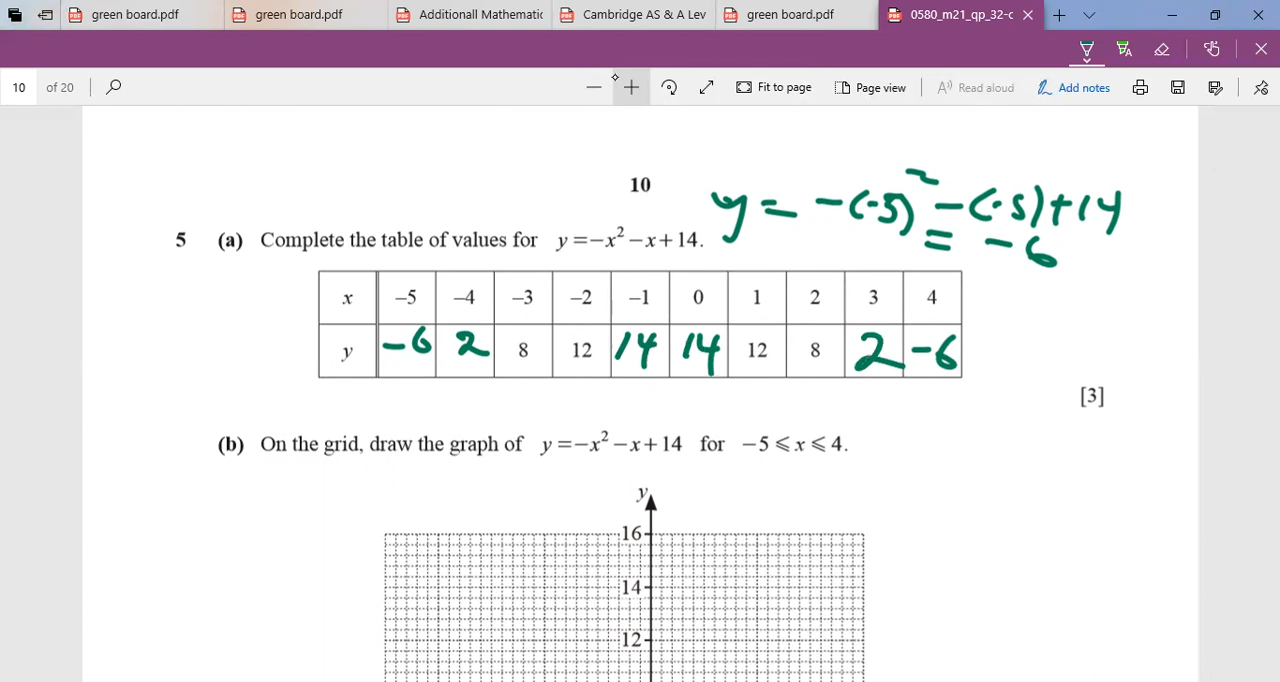 green board.pdf green board.pdf Additionall Mathematic Cambridge AS & A Lev green board.pdf 0580_m21_qp_32-c
10 of 20 Fit to page Page view Read aloud Add notes
10
y = -(-5)² - (-5) + 14
= -6
5 (a) Complete the table of values for y = −x² − x + 14.
x −5 −4 −3 −2 −1 0 1 2 3 4
y -6 2 8 12 14 14 12 8 2 -6
[3]
(b) On the grid, draw the graph of y = −x² − x + 14 for −5 ⩽ x ⩽ 4.
y
16
14
12